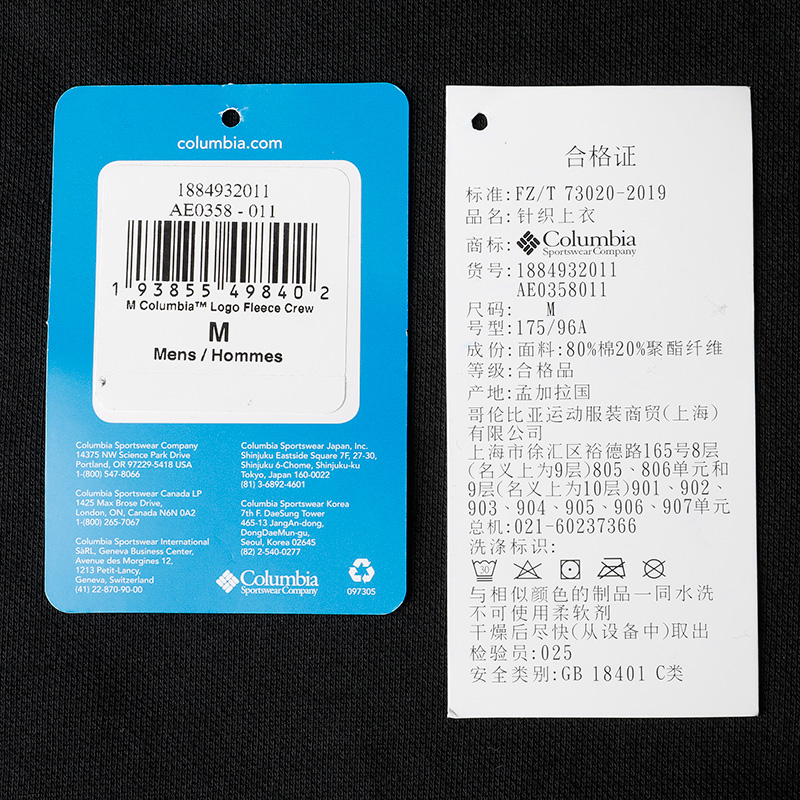 columbia.com
1884932011
AE0358 - 011
1 93855 49840 2
M Columbia™ Logo Fleece Crew
M
Mens / Hommes
Columbia Sportswear Company
14375 NW Science Park Drive
Portland, OR 97229-5418 USA
1-(800) 547-8066
Columbia Sportswear Canada LP
1425 Max Brose Drive,
London, ON, Canada N6N 0A2
1-(800) 265-7067
Columbia Sportswear International
SàRL, Geneva Business Center,
Avenue des Morgines 12,
1213 Petit-Lancy,
Geneva, Switzerland
(41) 22-870-90-00
Columbia Sportswear Japan, Inc.
Shinjuku Eastside Square 7F, 27-30,
Shinjuku 6-Chome, Shinjuku-ku
Tokyo, Japan 160-0022
(81) 3-6892-4601
Columbia Sportswear Korea
7th F. DaeSung Tower
465-13 JangAn-dong,
DongDaeMun-gu,
Seoul, Korea 02645
(82) 2-540-0277
Columbia
Sportswear Company
097305
合格证
标准:FZ/T 73020-2019
品名:针织上衣
商标:Columbia
Sportswear Company
货号:1884932011
AE0358011
尺码: M
号型:175/96A
成份:面料:80%棉20%聚酯纤维
等级:合格品
产地:孟加拉国
哥伦比亚运动服装商贸(上海)
有限公司
上海市徐汇区裕德路165号8层
(名义上为9层)805、806单元和
9层(名义上为10层)901、902、
903、904、905、906、907单元
总机:021-60237366
洗涤标识:
30
与相似颜色的制品一同水洗
不可使用柔软剂
干燥后尽快(从设备中)取出
检验员:025
安全类别:GB 18401 C类